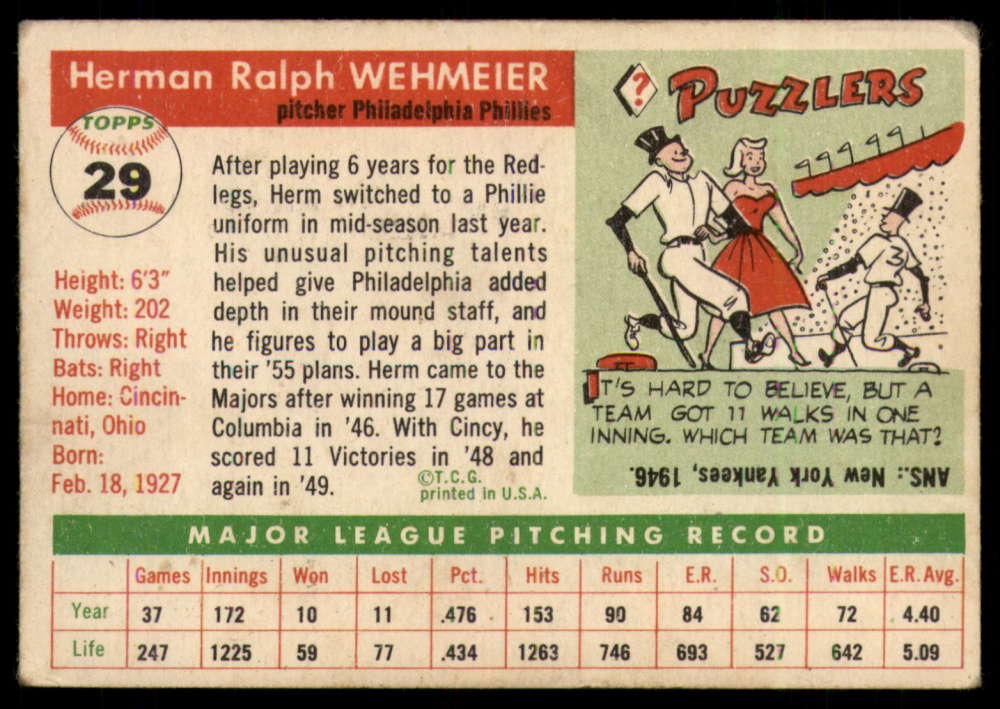 Herman Ralph WEHMEIER
pitcher Philadelphia Phillies
TOPPS
29
Height: 6'3"
Weight: 202
Throws: Right
Bats: Right
Home: Cincin-
nati, Ohio
Born:
Feb. 18, 1927
After playing 6 years for the Red-
legs, Herm switched to a Phillie
uniform in mid-season last year.
His unusual pitching talents
helped give Philadelphia added
depth in their mound staff, and
he figures to play a big part in
their '55 plans. Herm came to the
Majors after winning 17 games at
Columbia in '46. With Cincy, he
scored 11 Victories in '48 and
again in '49.
©T.C.G.
printed in U.S.A.
?
PUZZLERS
3
IT'S HARD TO BELIEVE, BUT A
TEAM GOT 11 WALKS IN ONE
INNING. WHICH TEAM WAS THAT?
ANS.: New York Yankees, 1946.
MAJOR LEAGUE PITCHING RECORD
Games Innings Won Lost Pct. Hits Runs E.R. S.O. Walks E.R.Avg.
Year 37 172 10 11 .476 153 90 84 62 72 4.40
Life 247 1225 59 77 .434 1263 746 693 527 642 5.09